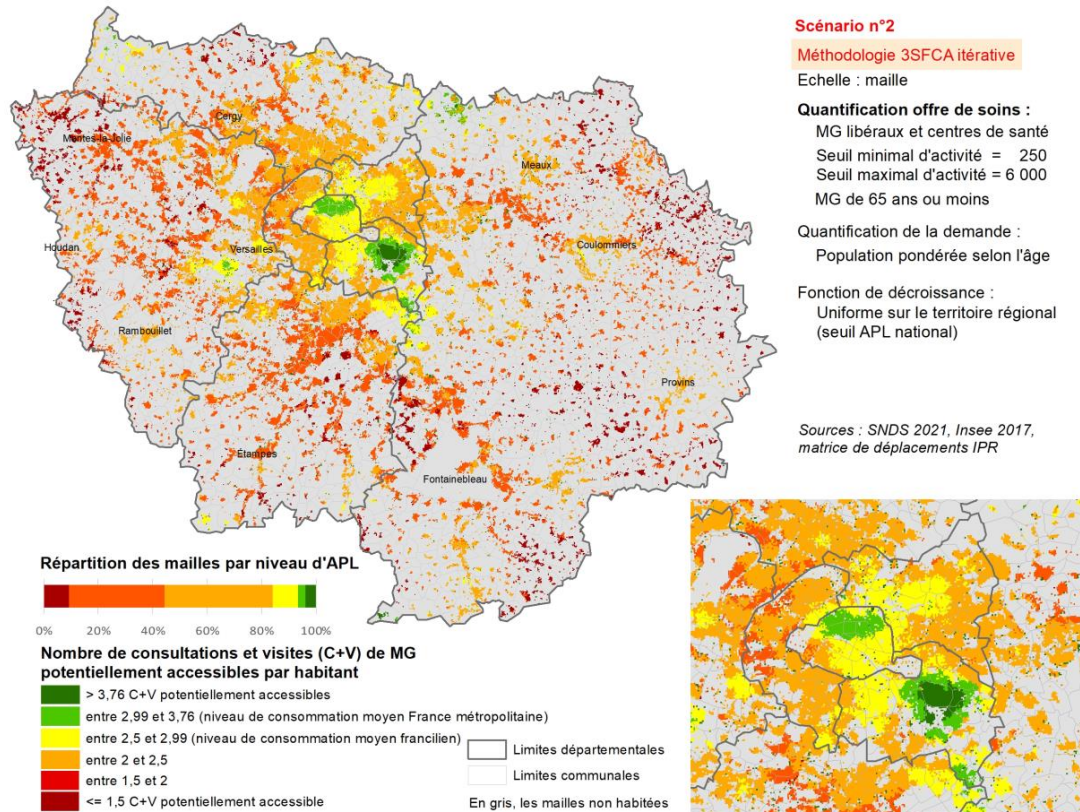 Scénario n°2
Méthodologie 3SFCA itérative
Echelle : maille
Quantification offre de soins :
MG libéraux et centres de santé
Seuil minimal d'activité = 250
Seuil maximal d'activité = 6 000
MG de 65 ans ou moins
Quantification de la demande :
Population pondérée selon l'âge
Fonction de décroissance :
Uniforme sur le territoire régional
(seuil APL national)
Sources : SNDS 2021, Insee 2017,
matrice de déplacements IPR
Cergy
Mantes-la-Jolie
Meaux
Houdan
Versailles
Coulommiers
Rambouillet
Provins
Étampes
Fontainebleau
Répartition des mailles par niveau d'APL
0% 20% 40% 60% 80% 100%
Nombre de consultations et visites (C+V) de MG
potentiellement accessibles par habitant
> 3,76 C+V potentiellement accessibles
entre 2,99 et 3,76 (niveau de consommation moyen France métropolitaine)
entre 2,5 et 2,99 (niveau de consommation moyen francilien)
entre 2 et 2,5
entre 1,5 et 2
<= 1,5 C+V potentiellement accessible
Limites départementales
Limites communales
En gris, les mailles non habitées